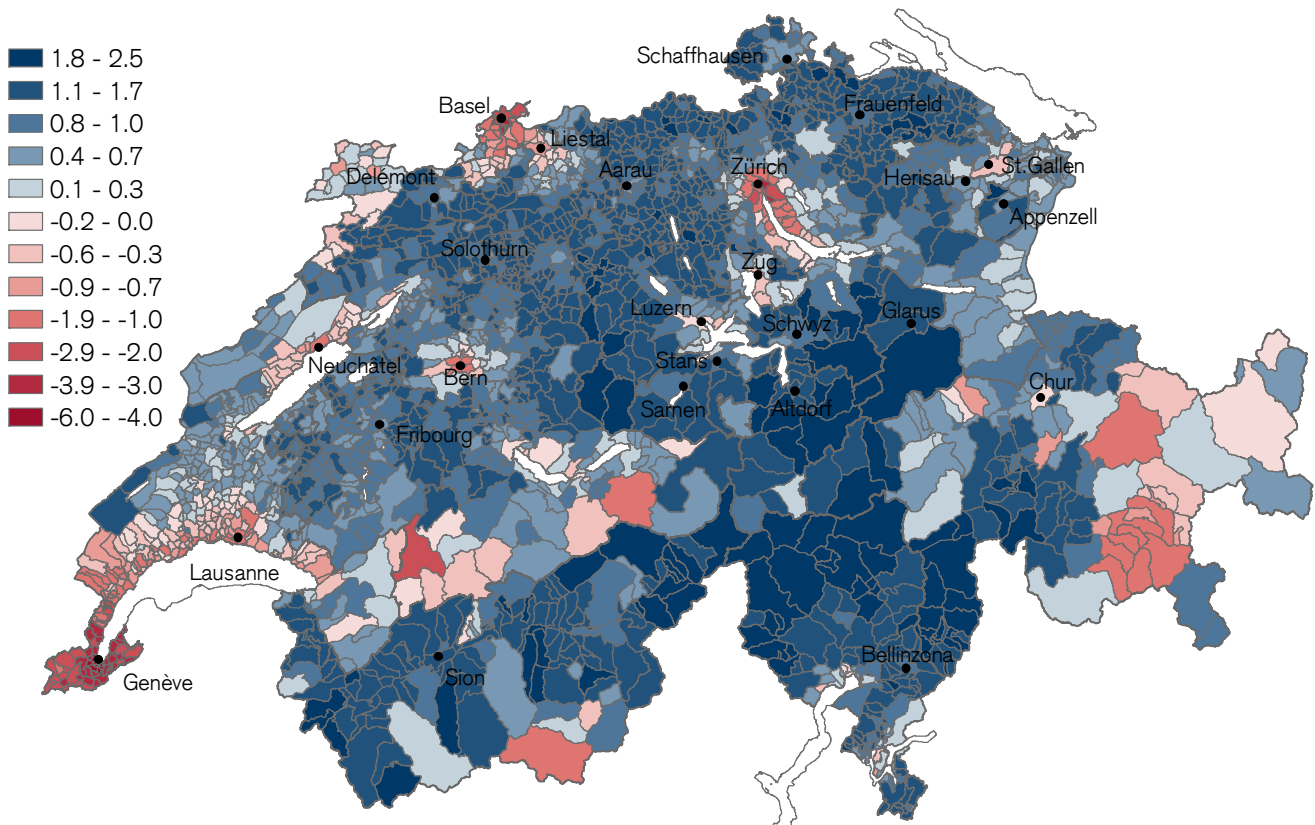 1.8 - 2.5
1.1 - 1.7
0.8 - 1.0
0.4 - 0.7
0.1 - 0.3
-0.2 - 0.0
-0.6 - -0.3
-0.9 - -0.7
-1.9 - -1.0
-2.9 - -2.0
-3.9 - -3.0
-6.0 - -4.0
Schaffhausen
Basel
Frauenfeld
Liestal
Delémont
Aarau
Zürich
Herisau
St.Gallen
Appenzell
Solothurn
Zug
Luzern
Schwyz
Glarus
Neuchâtel
Bern
Stans
Sarnen
Altdorf
Chur
Fribourg
Lausanne
Genève
Sion
Bellinzona